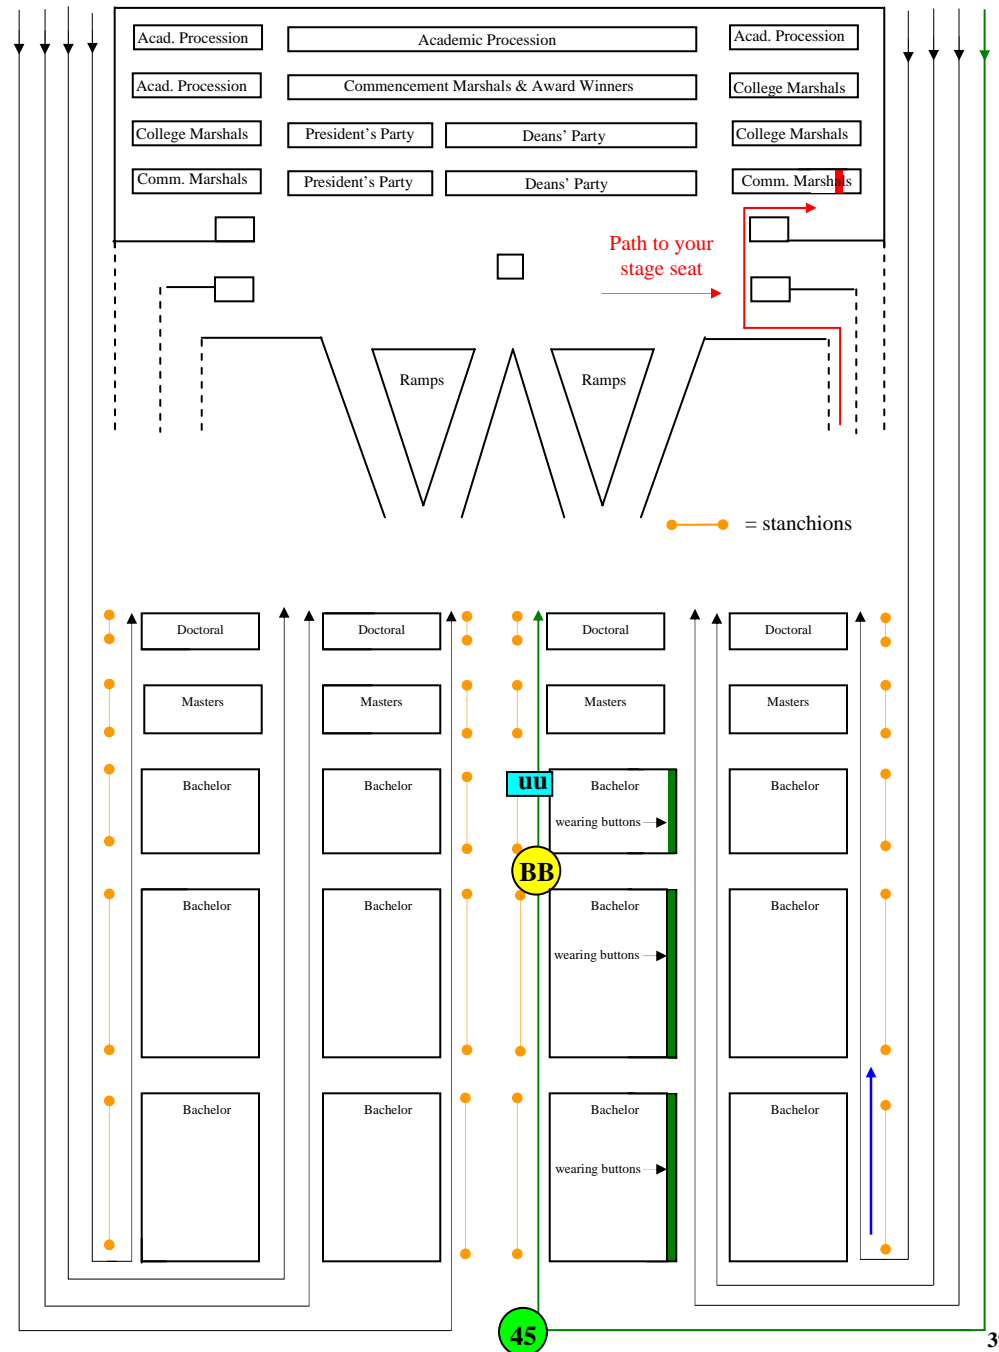 Acad. Procession
Academic Procession
Acad. Procession
Acad. Procession
Commencement Marshals & Award Winners
College Marshals
College Marshals
President's Party
Deans' Party
College Marshals
Comm. Marshals
President's Party
Deans' Party
Comm. Marshals
Path to your
stage seat
Ramps
Ramps
= stanchions
Doctoral
Doctoral
Doctoral
Doctoral
Masters
Masters
Masters
Masters
Bachelor
Bachelor
uu
Bachelor
Bachelor
wearing buttons
BB
Bachelor
Bachelor
Bachelor
Bachelor
wearing buttons
Bachelor
Bachelor
Bachelor
Bachelor
wearing buttons
45